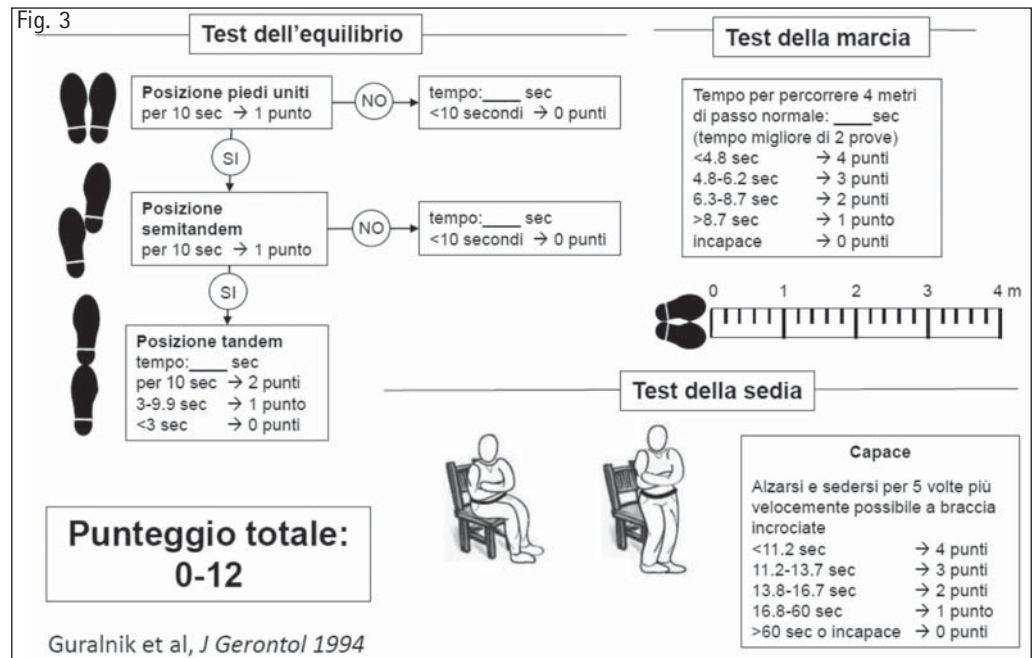 Fig. 3
Test dell'equilibrio
Posizione piedi uniti
per 10 sec → 1 punto
NO
tempo:____ sec
<10 secondi → 0 punti
SI
Posizione
semitandem
per 10 sec → 1 punto
NO
tempo:____ sec
<10 secondi → 0 punti
SI
Posizione tandem
tempo:____ sec
per 10 sec → 2 punti
3-9.9 sec → 1 punto
<3 sec → 0 punti
Test della marcia
Tempo per percorrere 4 metri
di passo normale: ____sec
(tempo migliore di 2 prove)
<4.8 sec → 4 punti
4.8-6.2 sec → 3 punti
6.3-8.7 sec → 2 punti
>8.7 sec → 1 punto
incapace → 0 punti
0 1 2 3 4 m
Test della sedia
Capace
Alzarsi e sedersi per 5 volte più
velocemente possibile a braccia
incrociate
<11.2 sec → 4 punti
11.2-13.7 sec → 3 punti
13.8-16.7 sec → 2 punti
16.8-60 sec → 1 punto
>60 sec o incapace → 0 punti
Punteggio totale:
0-12
Guralnik et al, J Gerontol 1994